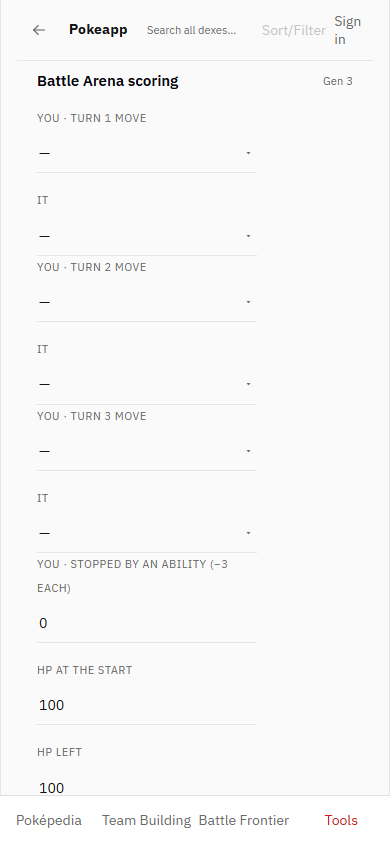 ← Pokeapp Search all dexes... Sort/Filter Sign in
Battle Arena scoring Gen 3
YOU · TURN 1 MOVE
—
IT
—
YOU · TURN 2 MOVE
—
IT
—
YOU · TURN 3 MOVE
—
IT
—
YOU · STOPPED BY AN ABILITY (−3
EACH)
0
HP AT THE START
100
HP LEFT
100
Poképedia Team Building Battle Frontier Tools